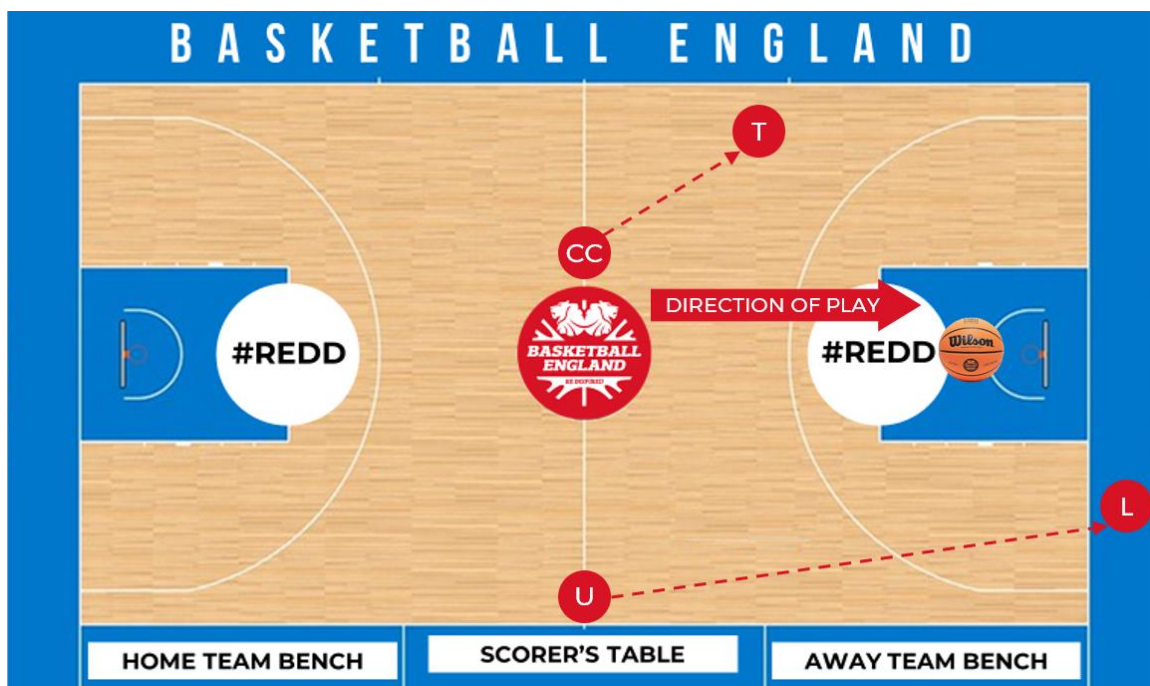 BASKETBALL ENGLAND
T
CC
DIRECTION OF PLAY
#REDD
BASKETBALL
ENGLAND
#REDD
Wilson
L
U
HOME TEAM BENCH
SCORER'S TABLE
AWAY TEAM BENCH